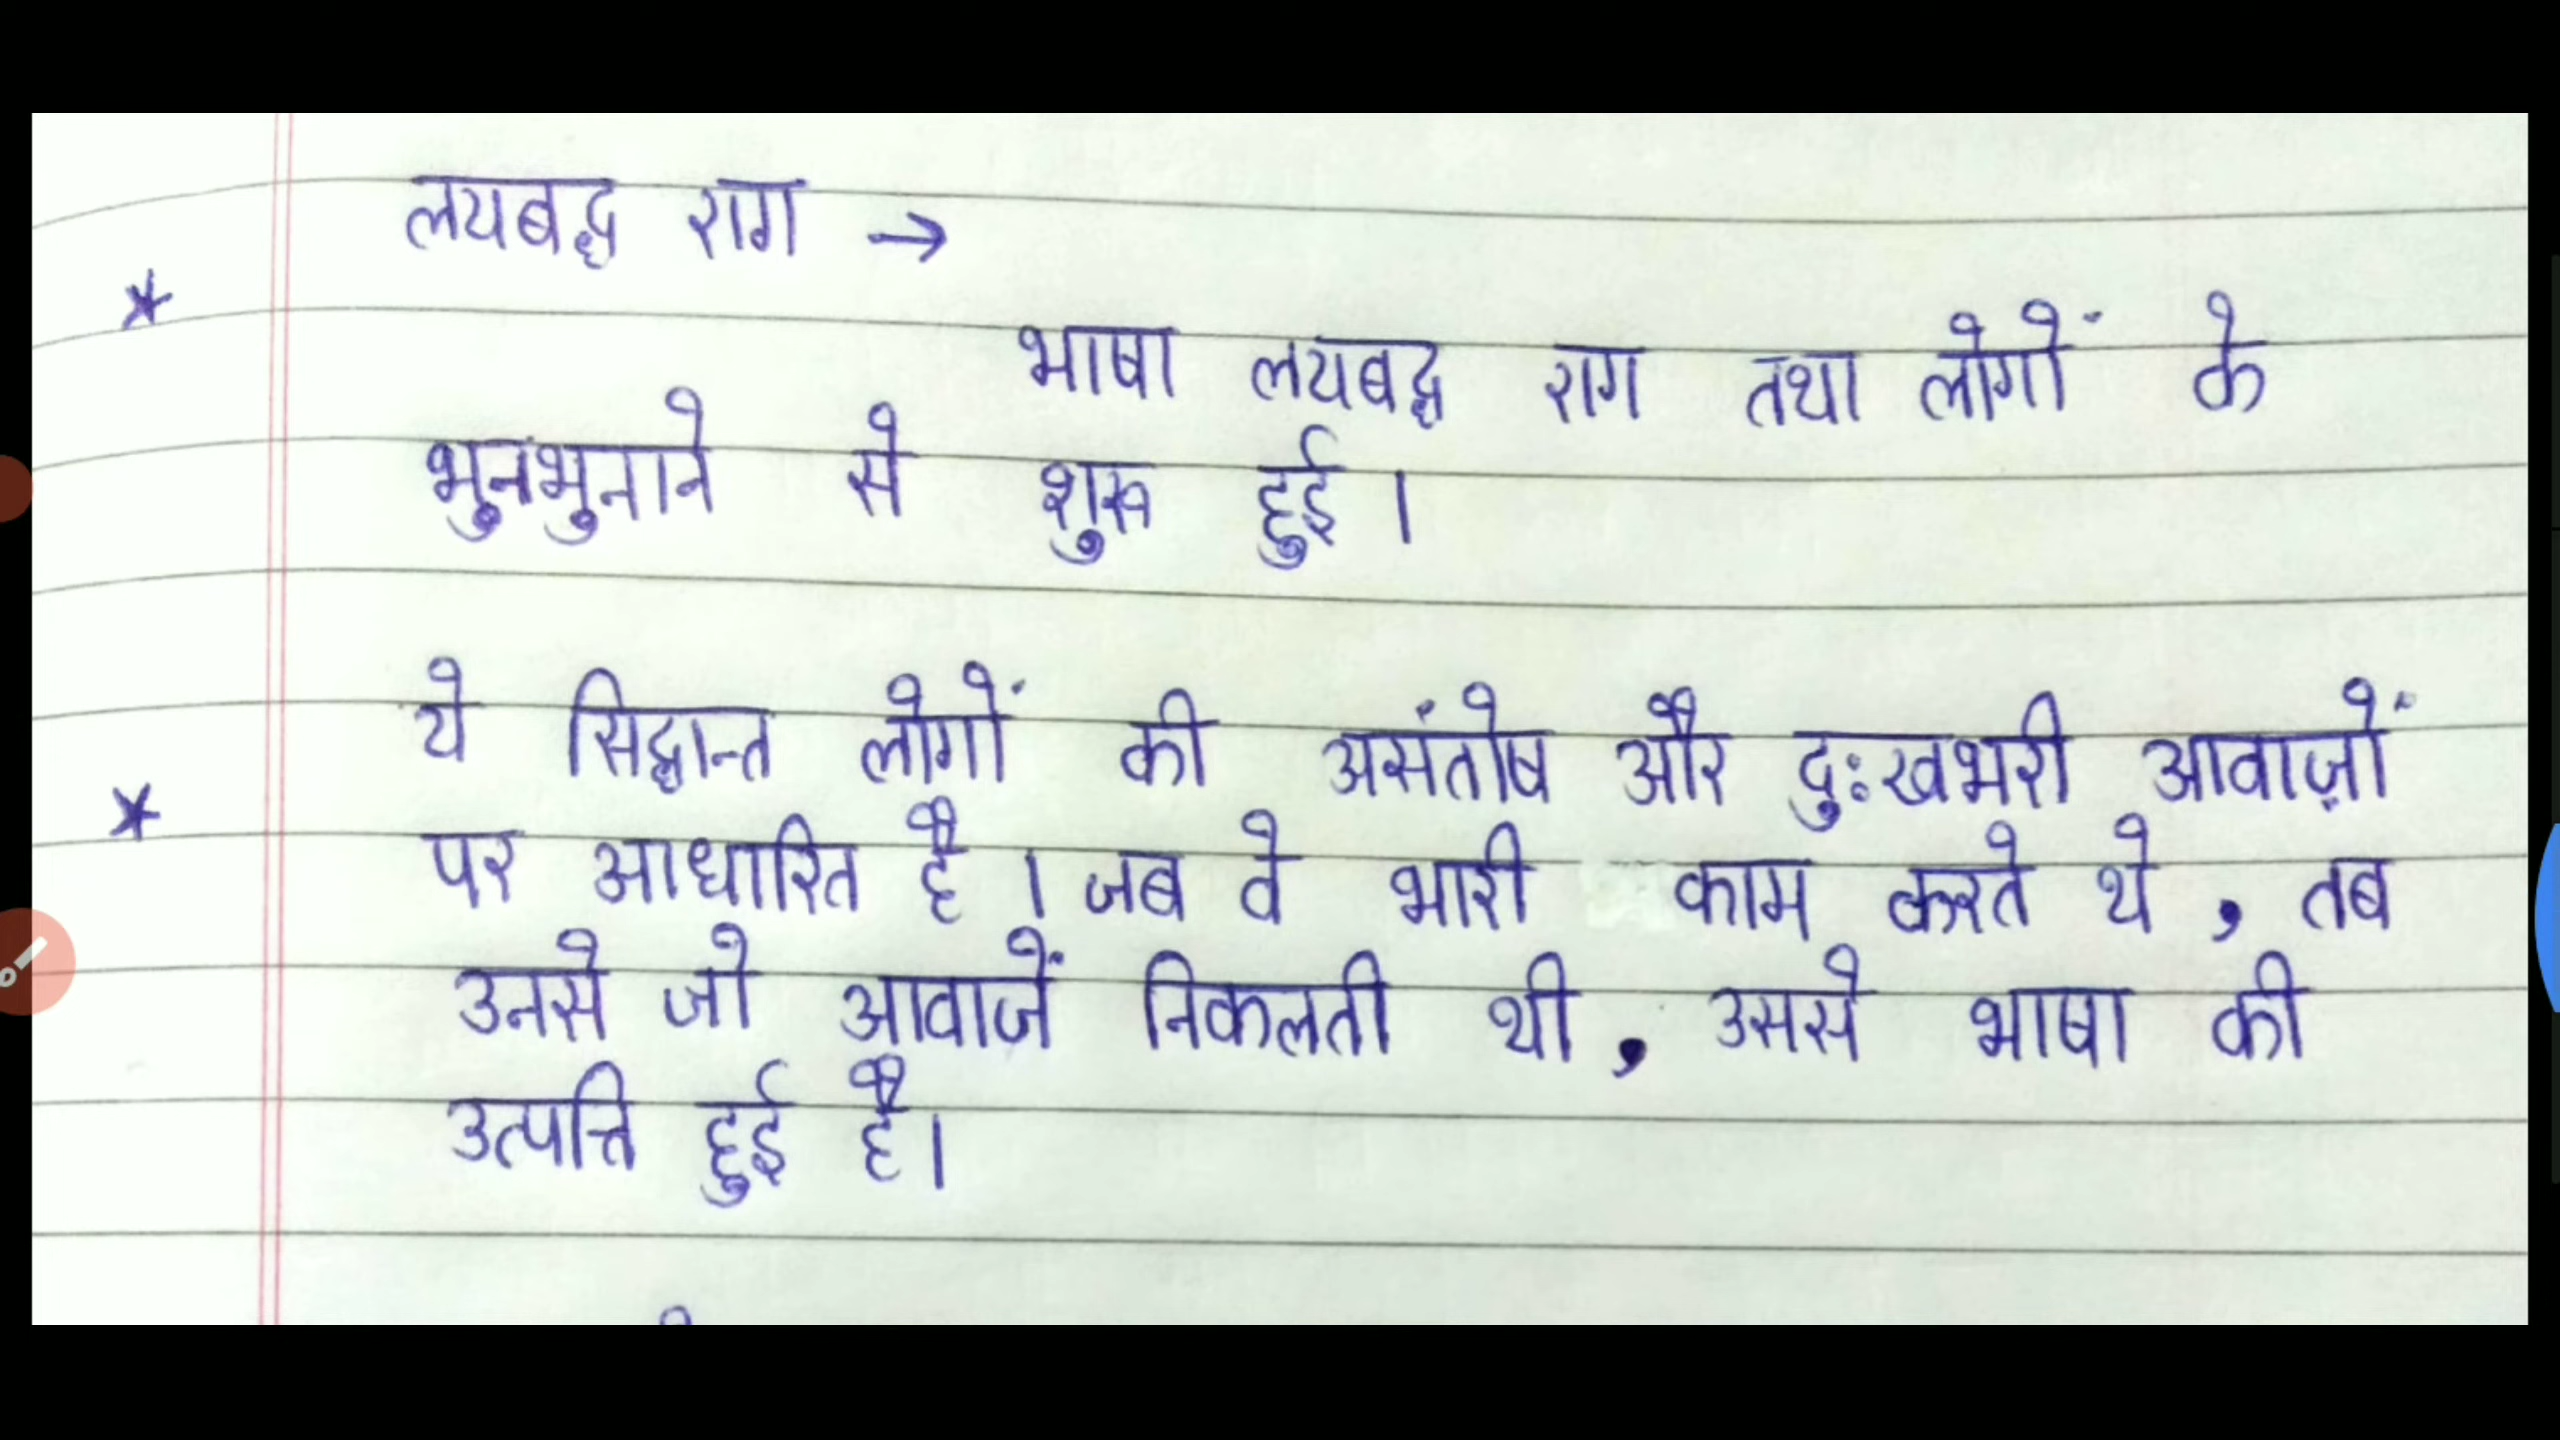 लयबद्ध राग →
★ भाषा लयबद्ध राग तथा लोगों के
भुनभुनाने से शुरू हुई ।
★ ये सिद्धान्त लोगों की असंतोष और दुःखभरी आवाज़ों
पर आधारित है । जब वे भारी काम करते थे , तब
उनसे जो आवाजें निकलती थी , उससे भाषा की
उत्पत्ति हुई है ।